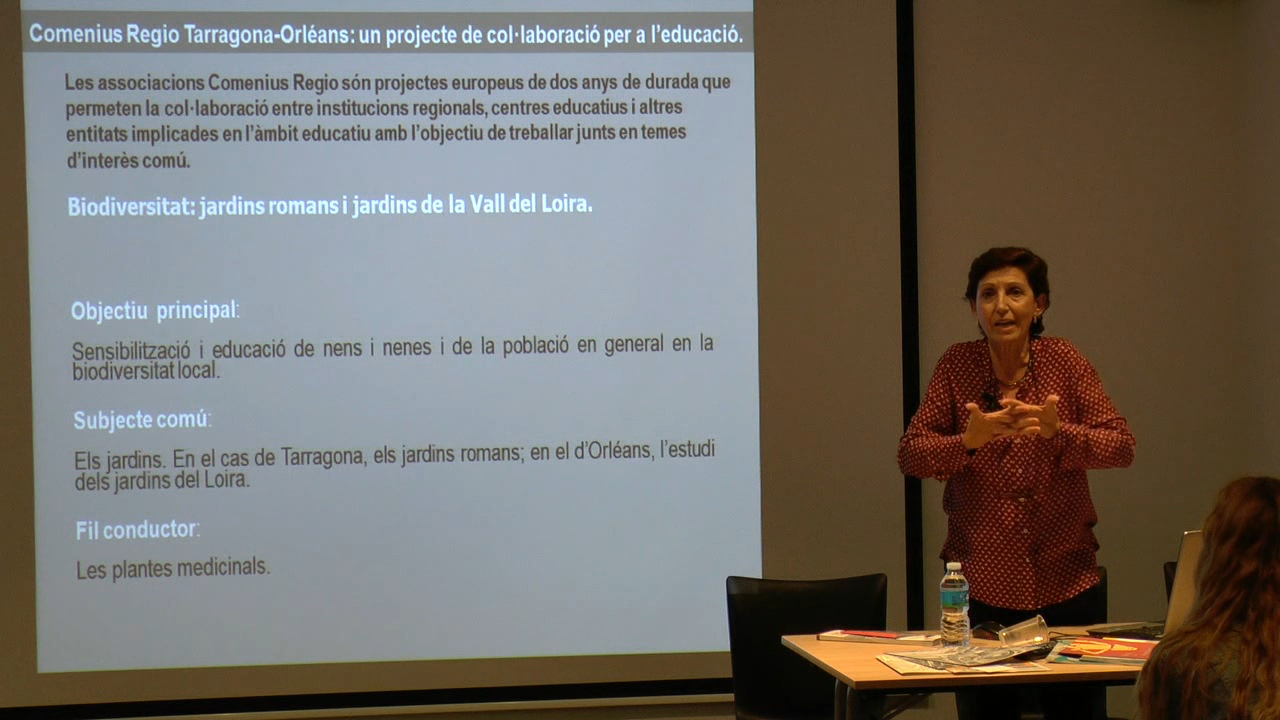 Comenius Regio Tarragona-Orléans: un projecte de col·laboració per a l’educació.
Les associacions Comenius Regio són projectes europeus de dos anys de durada que
permeten la col·laboració entre institucions regionals, centres educatius i altres
entitats implicades en l’àmbit educatiu amb l’objectiu de treballar junts en temes
d’interès comú.
Biodiversitat: jardins romans i jardins de la Vall del Loira.
Objectiu principal:
Sensibilització i educació de nens i nenes i de la població en general en la
biodiversitat local.
Subjecte comú:
Els jardins. En el cas de Tarragona, els jardins romans; en el d’Orléans, l’estudi
dels jardins del Loira.
Fil conductor:
Les plantes medicinals.